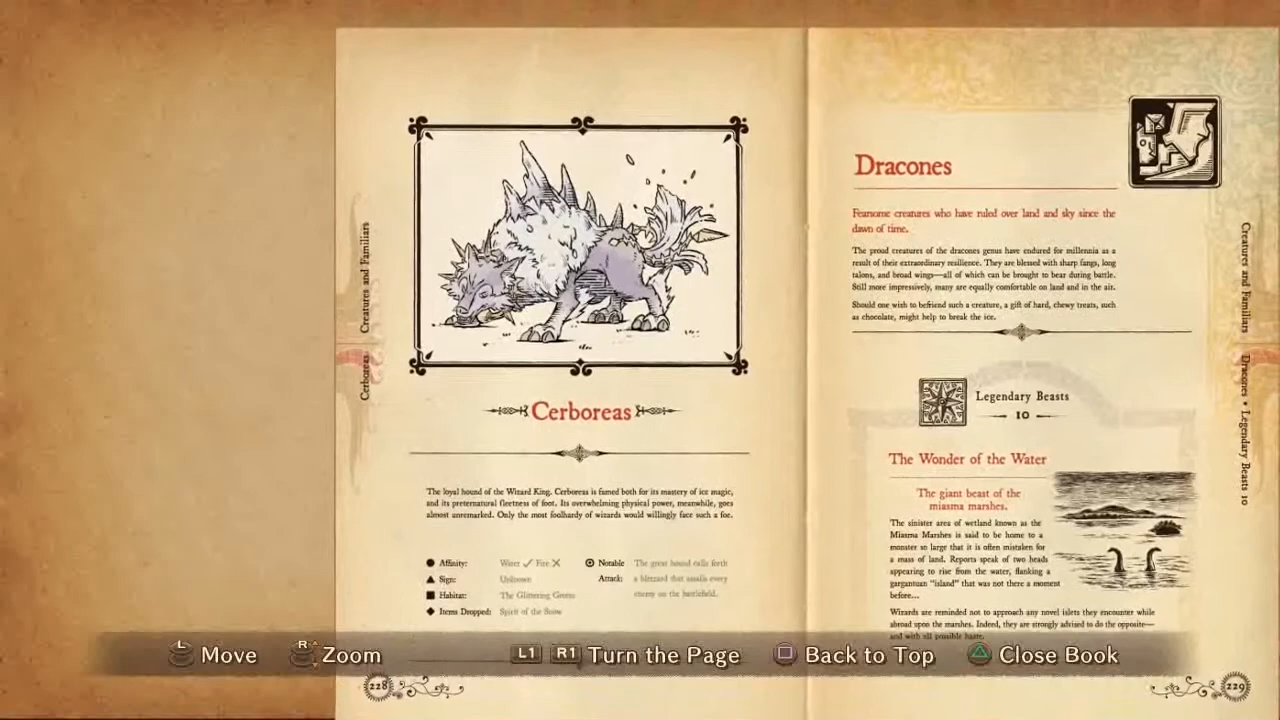 Creatures and Familiars
Cerboreas
Cerboreas
The loyal hound of the Wizard King. Cerboreas is famed both for its mastery of ice magic,
and its preternatural fleetness of foot. Its overwhelming physical power, meanwhile, goes
almost unremarked. Only the most foolhardy of wizards would willingly face such a foe.
Affinity: Water ✓ Fire ✕
Sign: Unknown
Habitat: The Glittering Grotto
Items Dropped: Spirit of the Snow
Notable The great hound calls forth
Attack: a blizzard that assails every
enemy on the battlefield.
228
Dracones
Fearsome creatures who have ruled over land and sky since the
dawn of time.
The proud creatures of the dracones genus have endured for millennia as a
result of their extraordinary resilience. They are blessed with sharp fangs, long
talons, and broad wings—all of which can be brought to bear during battle.
Still more impressively, many are equally comfortable on land and in the air.
Should one wish to befriend such a creature, a gift of hard, chewy treats, such
as chocolate, might help to break the ice.
Legendary Beasts
10
The Wonder of the Water
The giant beast of the
miasma marshes.
The sinister area of wetland known as the
Miasma Marshes is said to be home to a
monster so large that it is often mistaken for
a mass of land. Reports speak of two heads
appearing to rise from the water, flanking a
gargantuan "island" that was not there a moment
before...
Wizards are reminded not to approach any novel islets they encounter while
abroad upon the marshes. Indeed, they are strongly advised to do the opposite—
and with all possible haste.
Creatures and Familiars
Dracones • Legendary Beasts 10
229
L Move R Zoom L1 R1 Turn the Page Back to Top Close Book